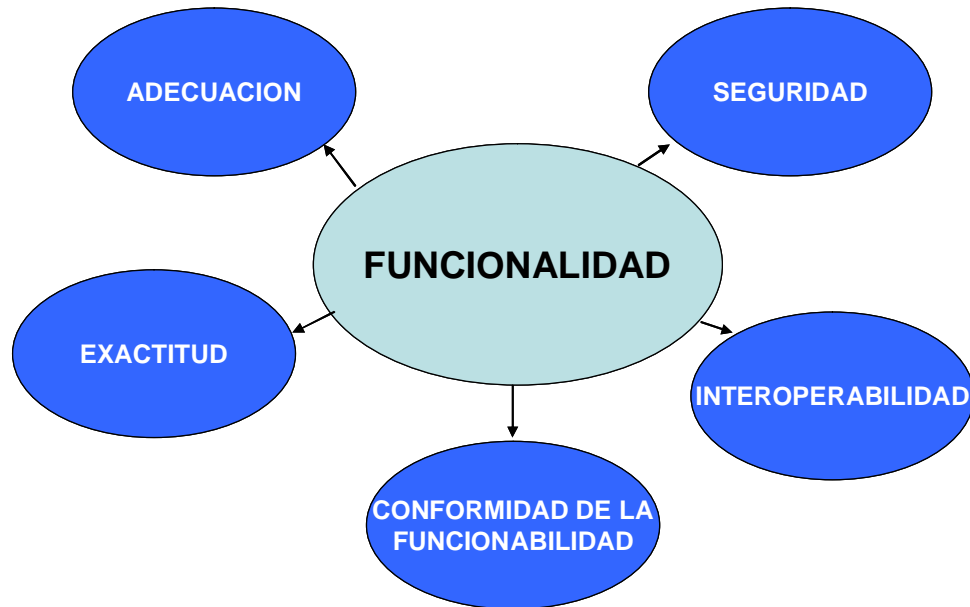 ADECUACION
SEGURIDAD
FUNCIONALIDAD
EXACTITUD
INTEROPERABILIDAD
CONFORMIDAD DE LA
FUNCIONABILIDAD